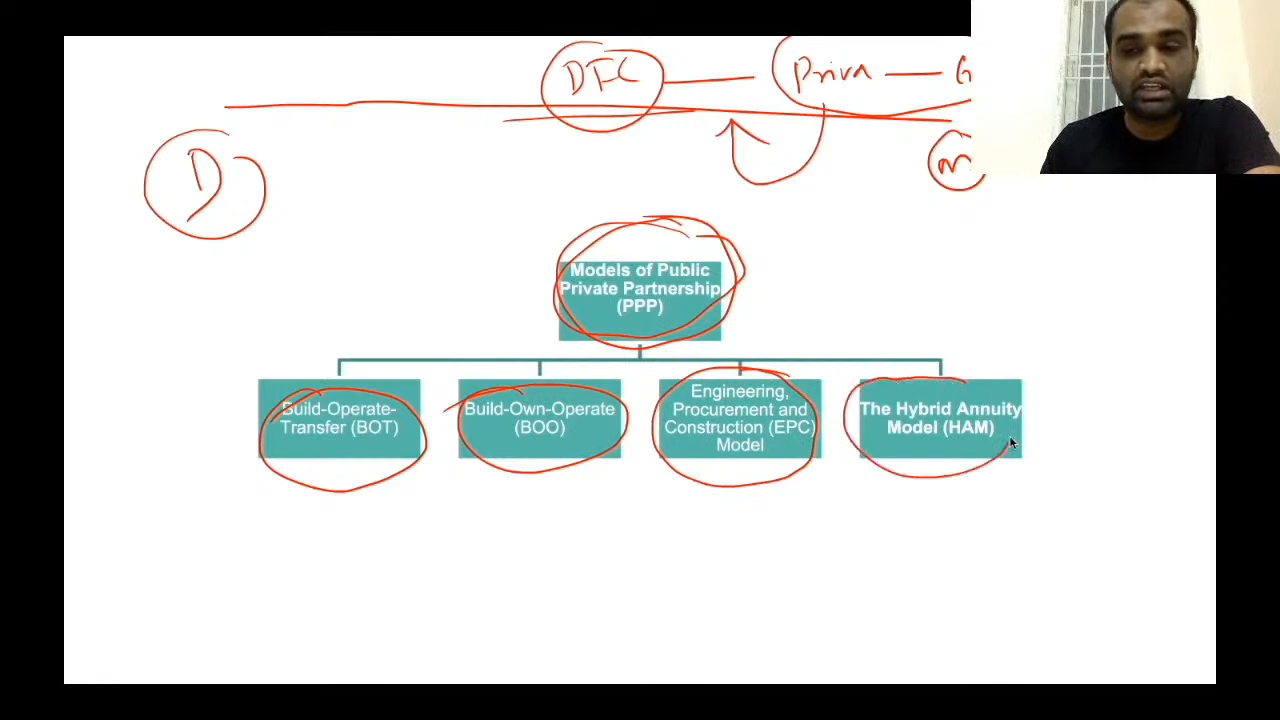 DFC
Priva
D
m
Models of Public
Private Partnership
(PPP)
Build-Operate-
Transfer (BOT)
Build-Own-Operate
(BOO)
Engineering,
Procurement and
Construction (EPC)
Model
The Hybrid Annuity
Model (HAM)